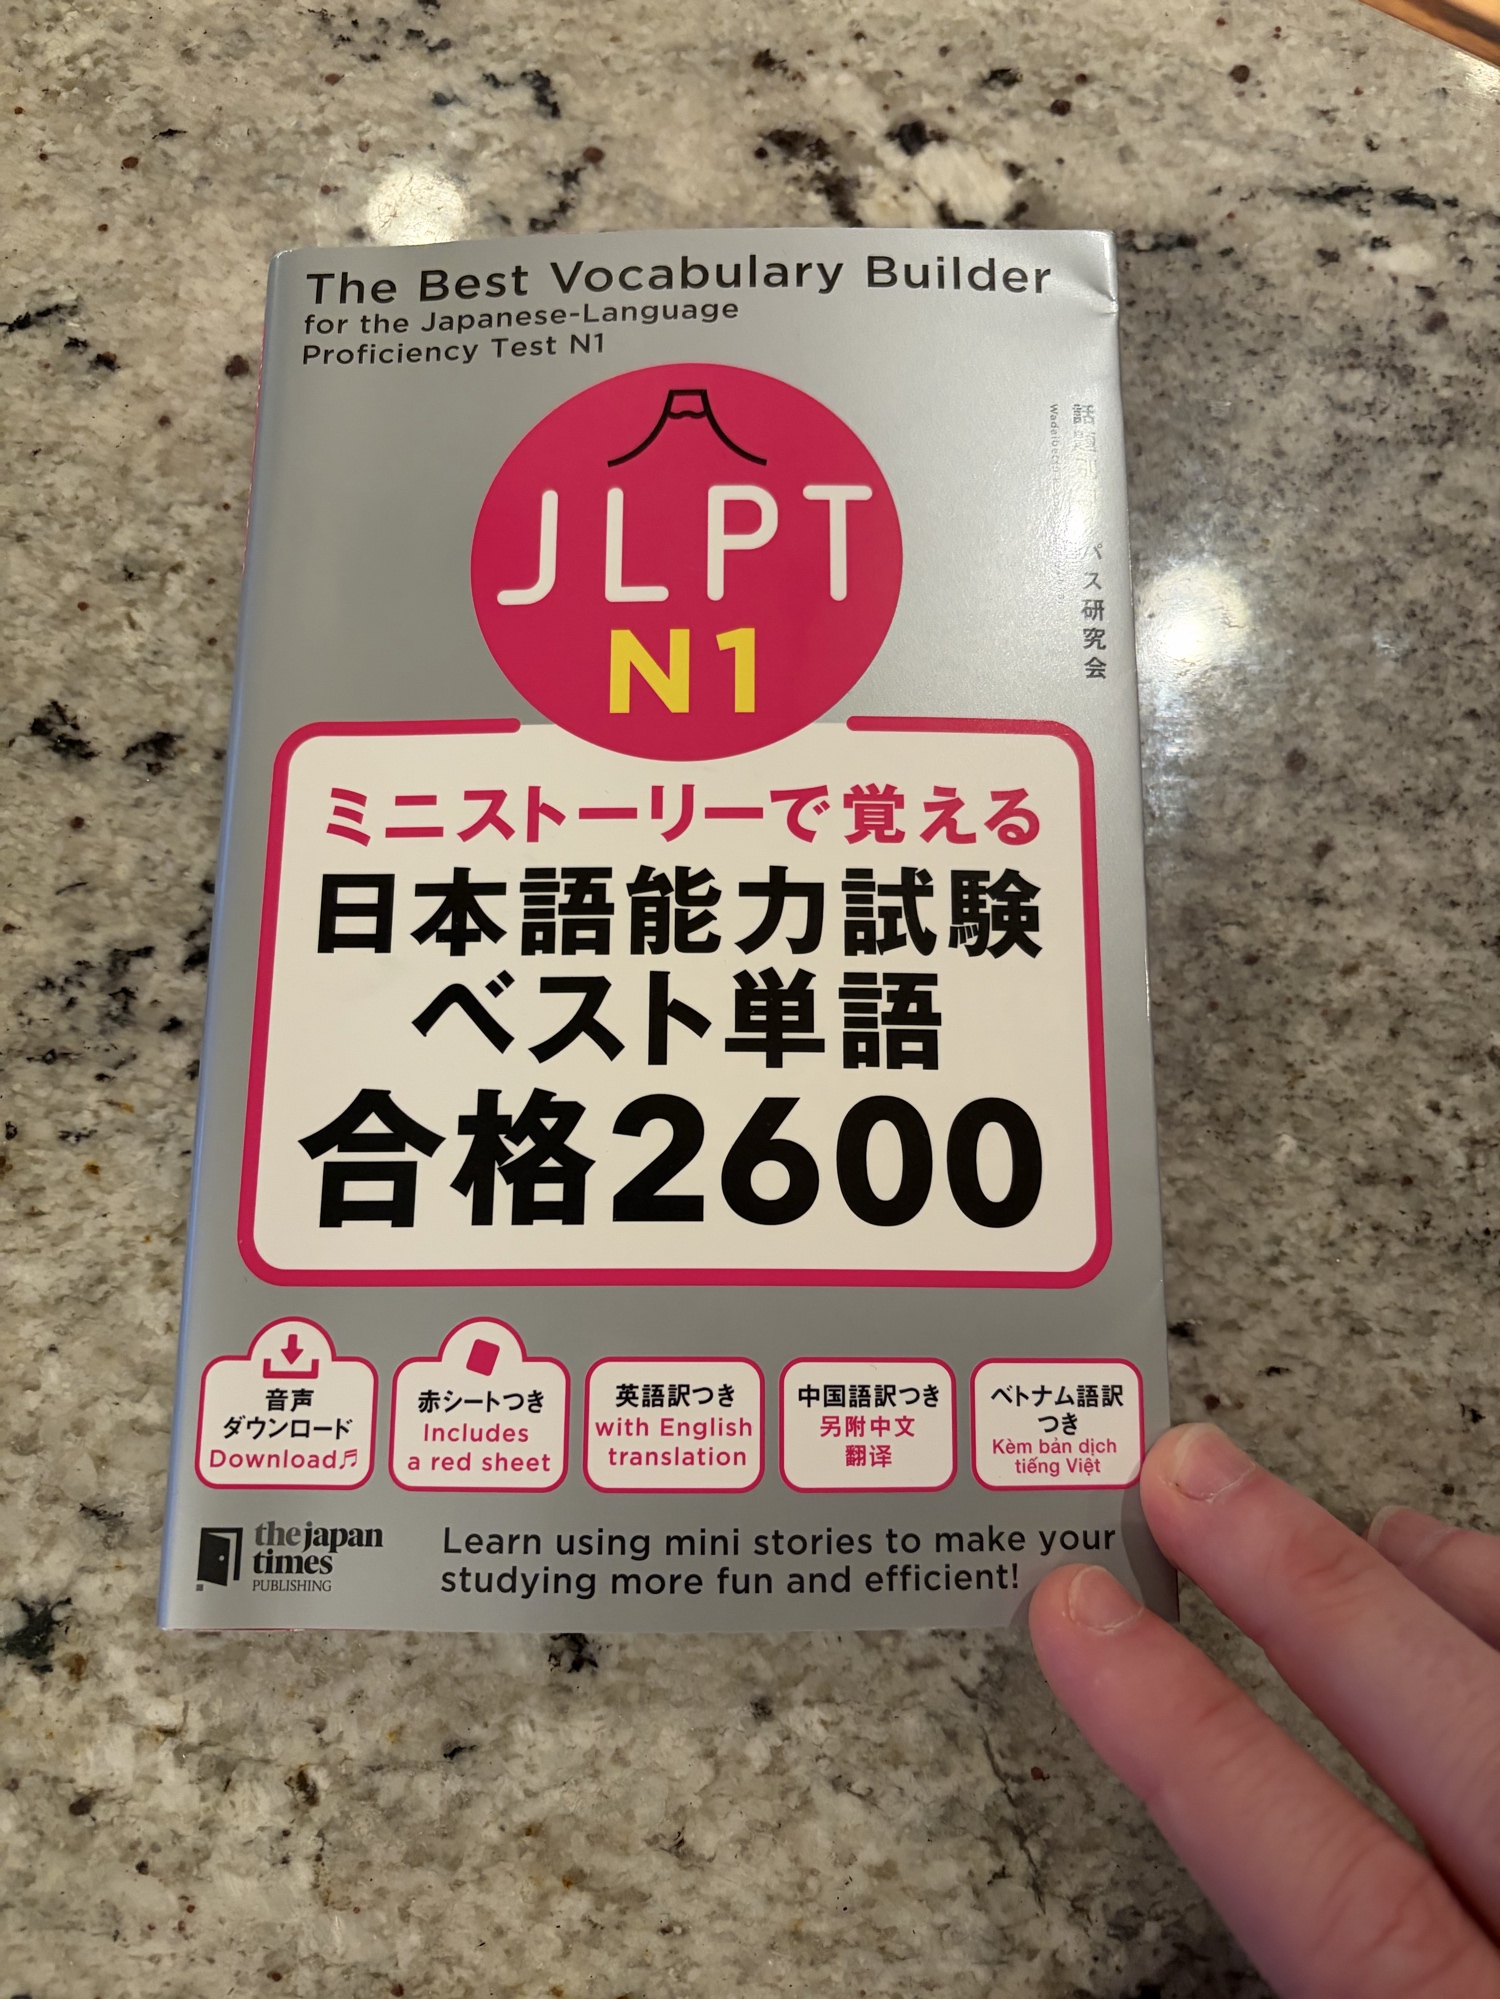 The Best Vocabulary Builder
for the Japanese-Language
Proficiency Test N1
JLPT
N1
パス研究会
ミニストーリーで覚える
日本語能力試験
ベスト単語
合格2600
音声
ダウンロード
Download♬
赤シートつき
Includes
a red sheet
英語訳つき
with English
translation
中国語訳つき
另附中文
翻译
ベトナム語訳
つき
Kèm bản dịch
tiếng Việt
the japan
times
PUBLISHING
Learn using mini stories to make your
studying more fun and efficient!